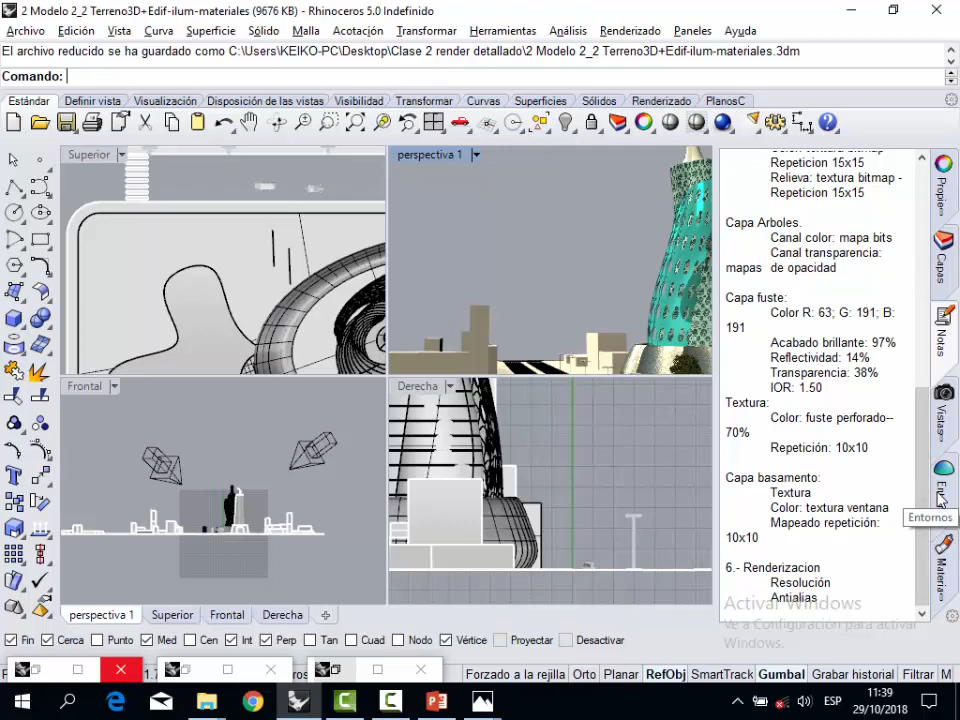 2 Modelo 2_2 Terreno3D+Edif-ilum-materiales (9676 KB) - Rhinoceros 5.0 Indefinido
Archivo Edición Vista Curva Superficie Sólido Malla Acotación Transformar Herramientas Análisis Renderizado Paneles Ayuda
El archivo reducido se ha guardado como C:\Users\KEIKO-PC\Desktop\Clase 2 render detallado\2 Modelo 2_2 Terreno3D+Edif-ilum-materiales.3dm
Comando:
Estándar Definir vista Visualización Disposición de las vistas Visibilidad Transformar Curvas Superficies Sólidos Renderizado PlanosC
Superior
perspectiva 1
Repeticion 15x15
Relieva: textura bitmap -
Repeticion 15x15
Capa Arboles.
Canal color: mapa bits
Canal transparencia:
mapas de opacidad
Capa fuste:
Color R: 63; G: 191; B:
191
Acabado brillante: 97%
Reflectividad: 14%
Transparencia: 38%
IOR: 1.50
Textura:
Color: fuste perforado--
70%
Repetición: 10x10
Capa basamento:
Textura
Color: textura ventana
Mapeado repetición:
10x10
6.- Renderizacion
Resolución
Antialias
Propie...
Capas
Notas
Vistas...
Materia...
Entornos
Frontal
Derecha
Activar Windows
Ve a Configuración para activar
Windows.
perspectiva 1 Superior Frontal Derecha
Fin Cerca Punto Med Cen Int Perp Tan Cuad Nodo Vértice Proyectar Desactivar
Forzado a la rejilla Orto Planar RefObj SmartTrack Gumbal Grabar historial Filtrar M
ESP
11:39
29/10/2018